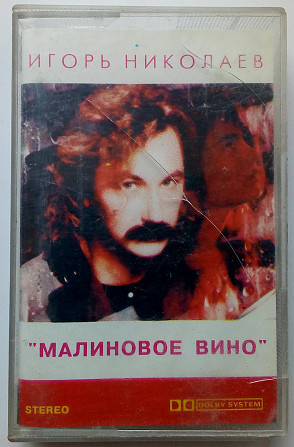 ИГОРЬ НИКОЛАЕВ
"МАЛИНОВОЕ ВИНО"
STEREO DOLBY SYSTEM